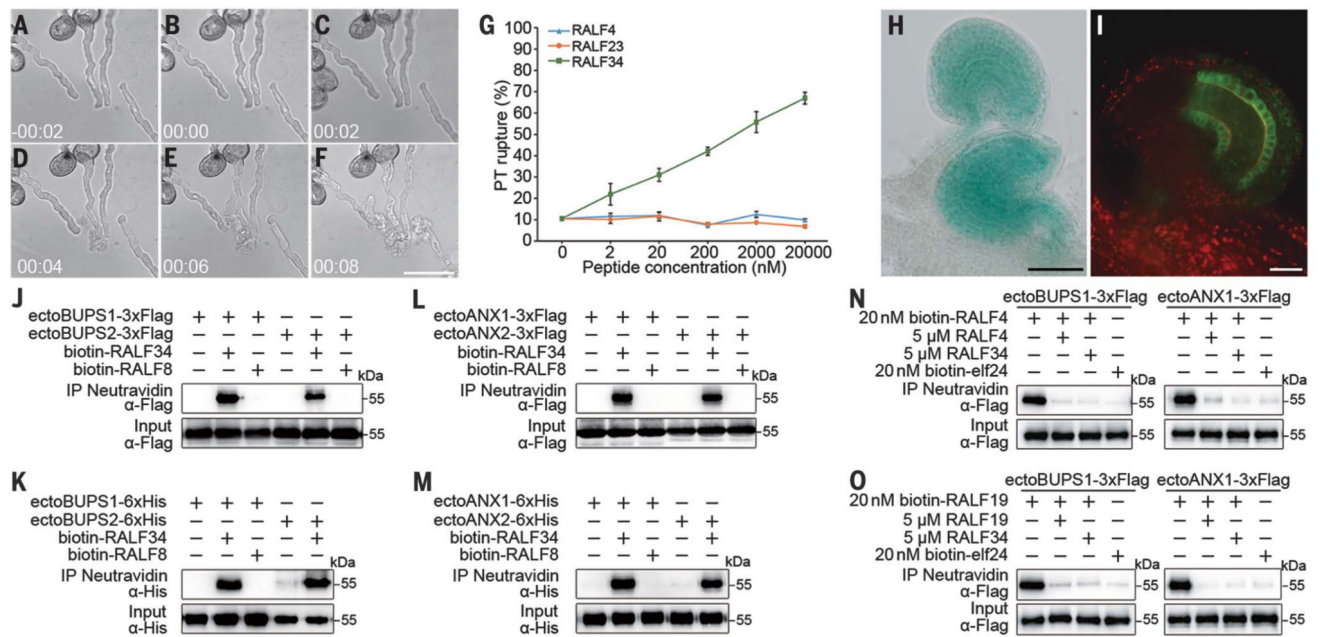 A
B
C
-00:02
00:00
00:02
D
E
F
00:04
00:06
00:08
G
RALF4
RALF23
RALF34
PT rupture (%)
100
90
80
70
60
50
40
30
20
10
0
0 2 20 200 2000 20000
Peptide concentration (nM)
H
I
J
ectoBUPS1-3xFlag + + + – – –
ectoBUPS2-3xFlag – – – + + +
biotin-RALF34 – + – – + –
biotin-RALF8 – – + – – +
kDa
IP Neutravidin
α-Flag
55
Input
α-Flag
55
L
ectoANX1-3xFlag + + + – – –
ectoANX2-3xFlag – – – + + +
biotin-RALF34 – + – – + –
biotin-RALF8 – – + – – +
kDa
IP Neutravidin
α-Flag
55
Input
α-Flag
55
N
ectoBUPS1-3xFlag ectoANX1-3xFlag
20 nM biotin-RALF4 + + + – + + + –
5 µM RALF4 – + – – – + – –
5 µM RALF34 – – + – – – + –
20 nM biotin-elf24 – – – + – – – +
kDa kDa
IP Neutravidin
α-Flag
55 55
Input
α-Flag
55 55
K
ectoBUPS1-6xHis + + + – –
ectoBUPS2-6xHis – – – + +
biotin-RALF34 – + – – +
biotin-RALF8 – – + – –
kDa
IP Neutravidin
α-His
55
Input
α-His
55
M
ectoANX1-6xHis + + + – –
ectoANX2-6xHis – – – + +
biotin-RALF34 – + – – +
biotin-RALF8 – – + – –
kDa
IP Neutravidin
α-His
55
Input
α-His
55
O
ectoBUPS1-3xFlag ectoANX1-3xFlag
20 nM biotin-RALF19 + + + – + + + –
5 µM RALF19 – + – – – + – –
5 µM RALF34 – – + – – – + –
20 nM biotin-elf24 – – – + – – – +
kDa kDa
IP Neutravidin
α-Flag
55 55
Input
α-Flag
55 55